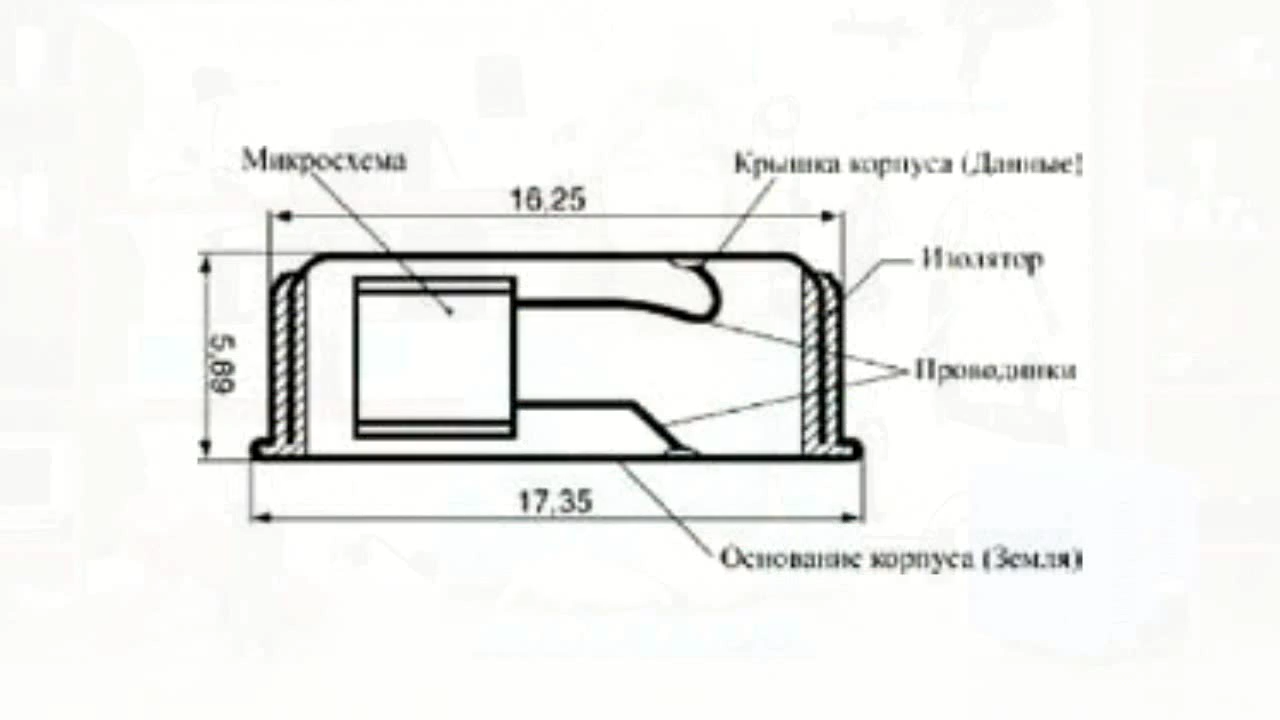 Микросхема
Крышка корпуса (Данные)
16,25
Изолятор
5,89
Проводники
17,35
Основание корпуса (Земля)